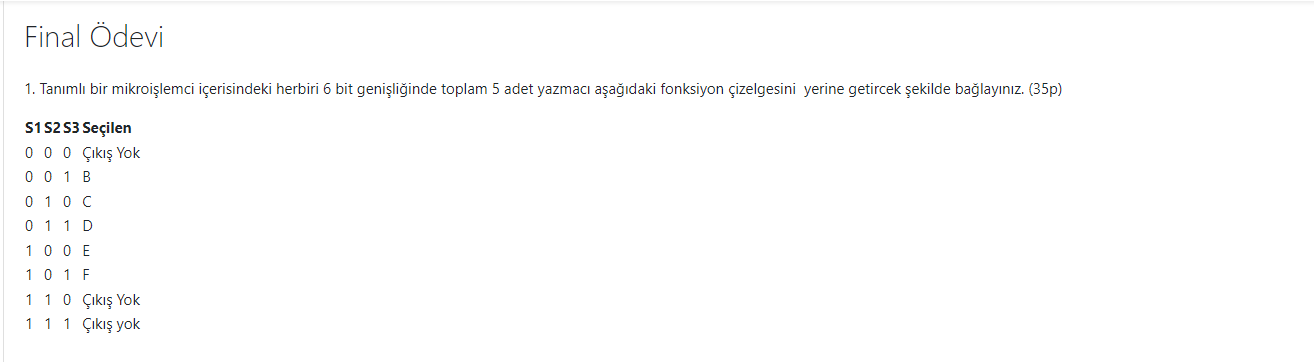 Final Ödevi
1. Tanımlı bir mikroişlemci içerisindeki herbiri 6 bit genişliğinde toplam 5 adet yazmacı aşağıdaki fonksiyon çizelgesini yerine getircek şekilde bağlayınız. (35p)
S1 S2 S3 Seçilen
0 0 0 Çıkış Yok
0 0 1 B
0 1 0 C
0 1 1 D
1 0 0 E
1 0 1 F
1 1 0 Çıkış Yok
1 1 1 Çıkış yok